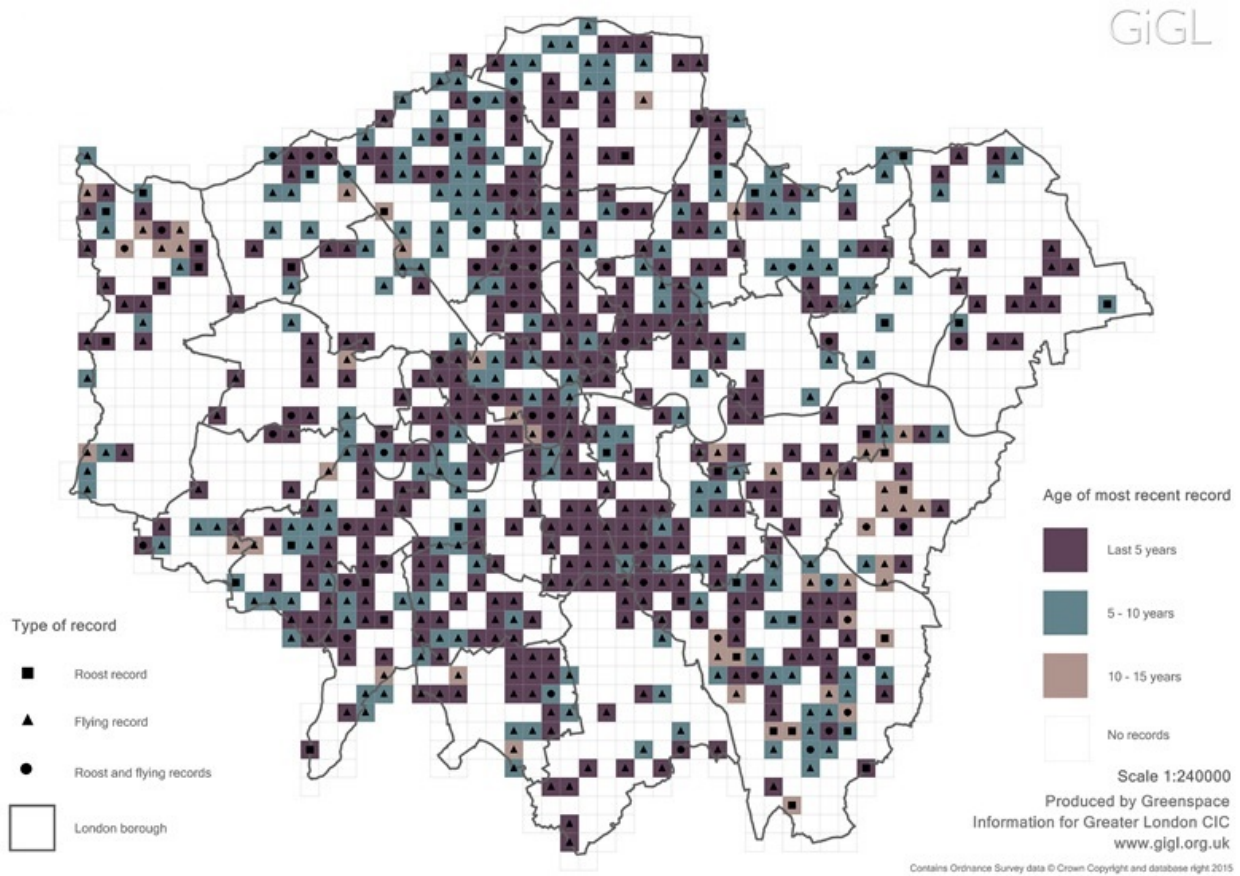 GiGL
Type of record
Roost record
Flying record
Roost and flying records
London borough
Age of most recent record
Last 5 years
5 - 10 years
10 - 15 years
No records
Scale 1:240000
Produced by Greenspace
Information for Greater London CIC
www.gigl.org.uk
Contains Ordnance Survey data © Crown Copyright and database right 2015